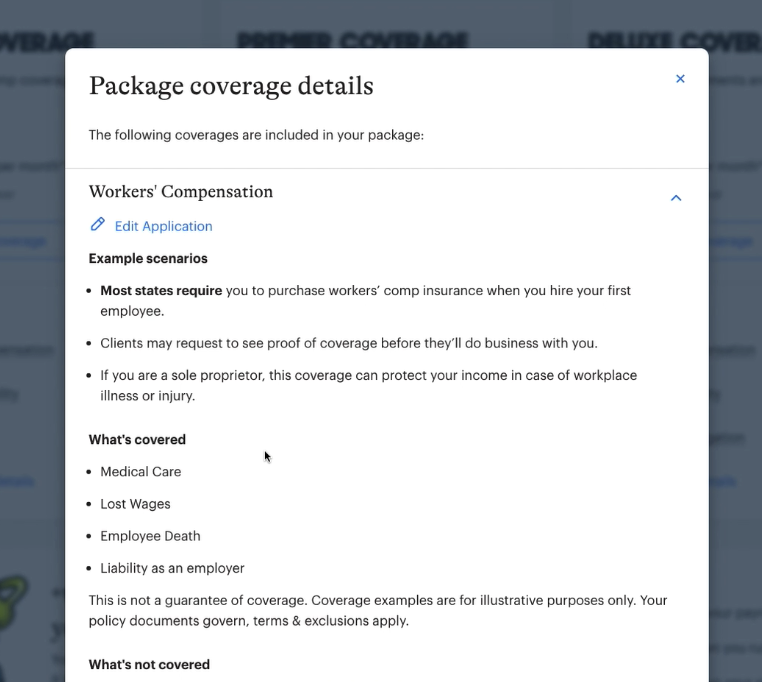 VERAGE
PREMIER COVERAGE
DELUXE COVER
Package coverage details
The following coverages are included in your package:
Workers' Compensation
Edit Application
Example scenarios
Most states require you to purchase workers’ comp insurance when you hire your first
employee.
Clients may request to see proof of coverage before they’ll do business with you.
If you are a sole proprietor, this coverage can protect your income in case of workplace
illness or injury.
What's covered
Medical Care
Lost Wages
Employee Death
Liability as an employer
This is not a guarantee of coverage. Coverage examples are for illustrative purposes only. Your
policy documents govern, terms & exclusions apply.
What's not covered